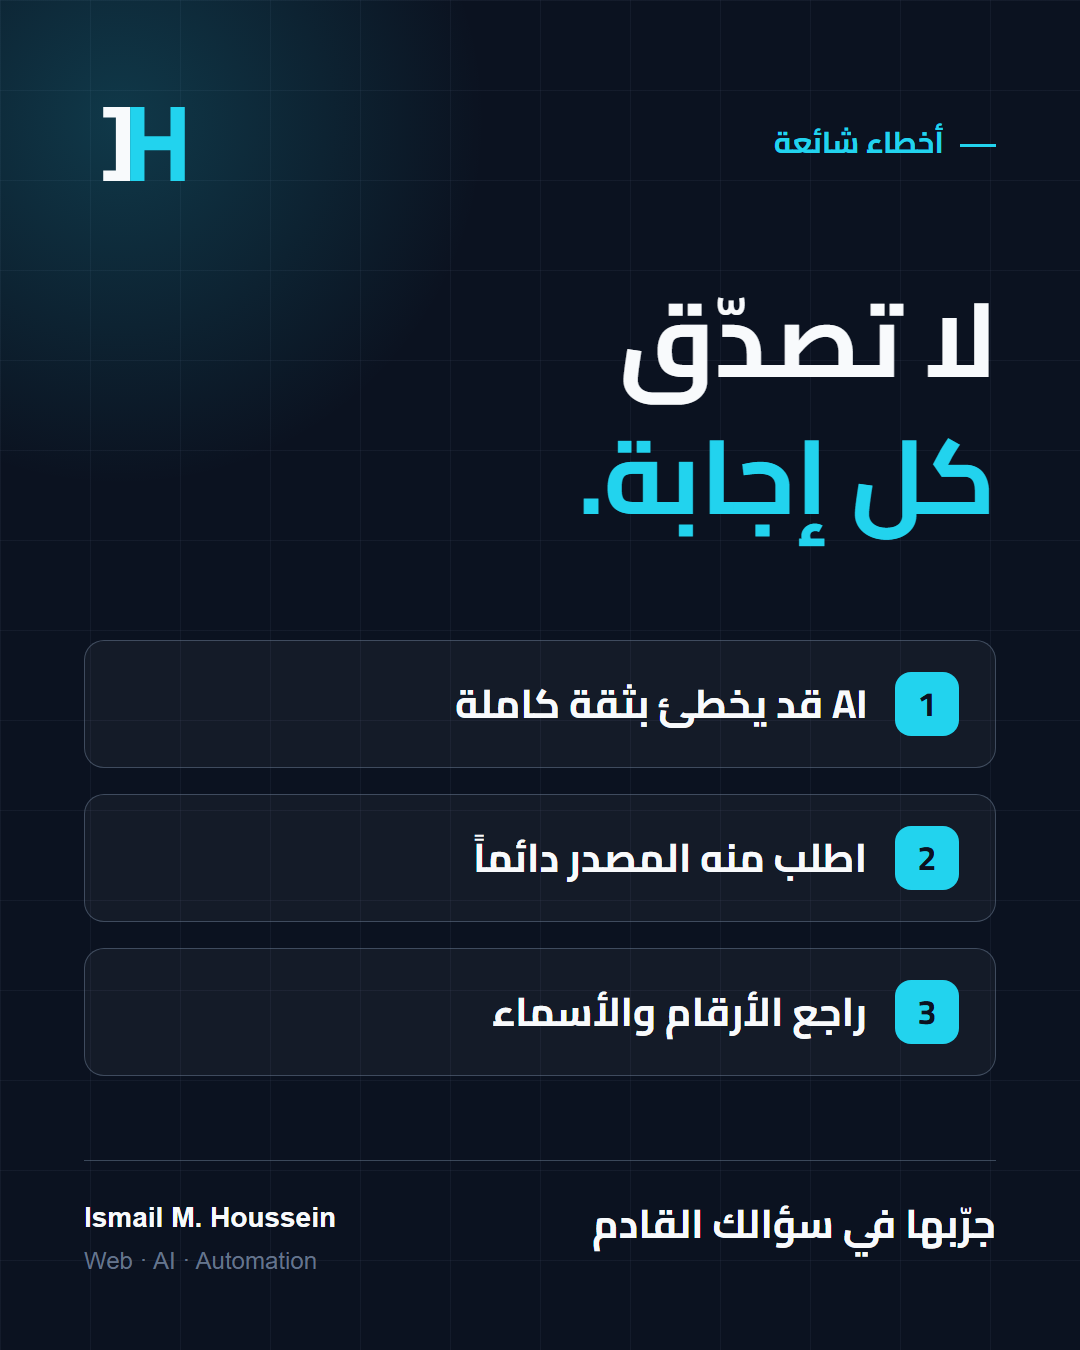 أخطاء شائعة
لا تصدّق
كل إجابة.
1 AI قد يخطئ بثقة كاملة
2 اطلب منه المصدر دائماً
3 راجع الأرقام والأسماء
جرّبها في سؤالك القادم
Ismail M. Houssein
Web · AI · Automation